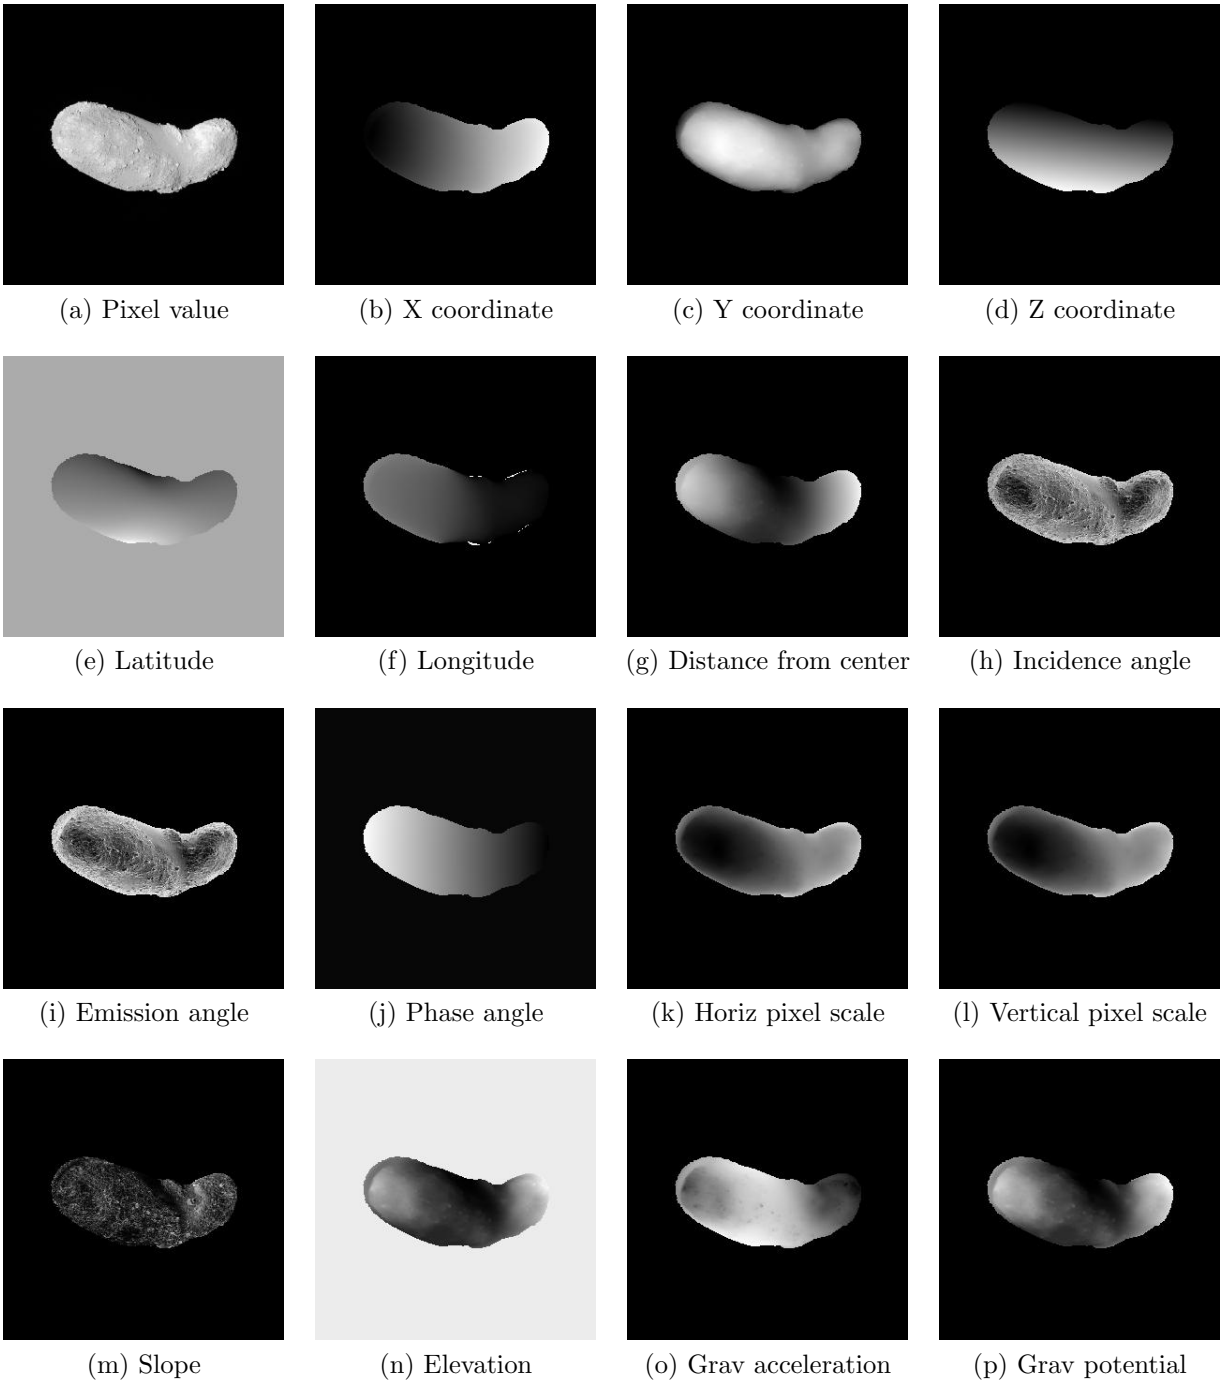 (a) Pixel value
(b) X coordinate
(c) Y coordinate
(d) Z coordinate
(e) Latitude
(f) Longitude
(g) Distance from center
(h) Incidence angle
(i) Emission angle
(j) Phase angle
(k) Horiz pixel scale
(l) Vertical pixel scale
(m) Slope
(n) Elevation
(o) Grav acceleration
(p) Grav potential